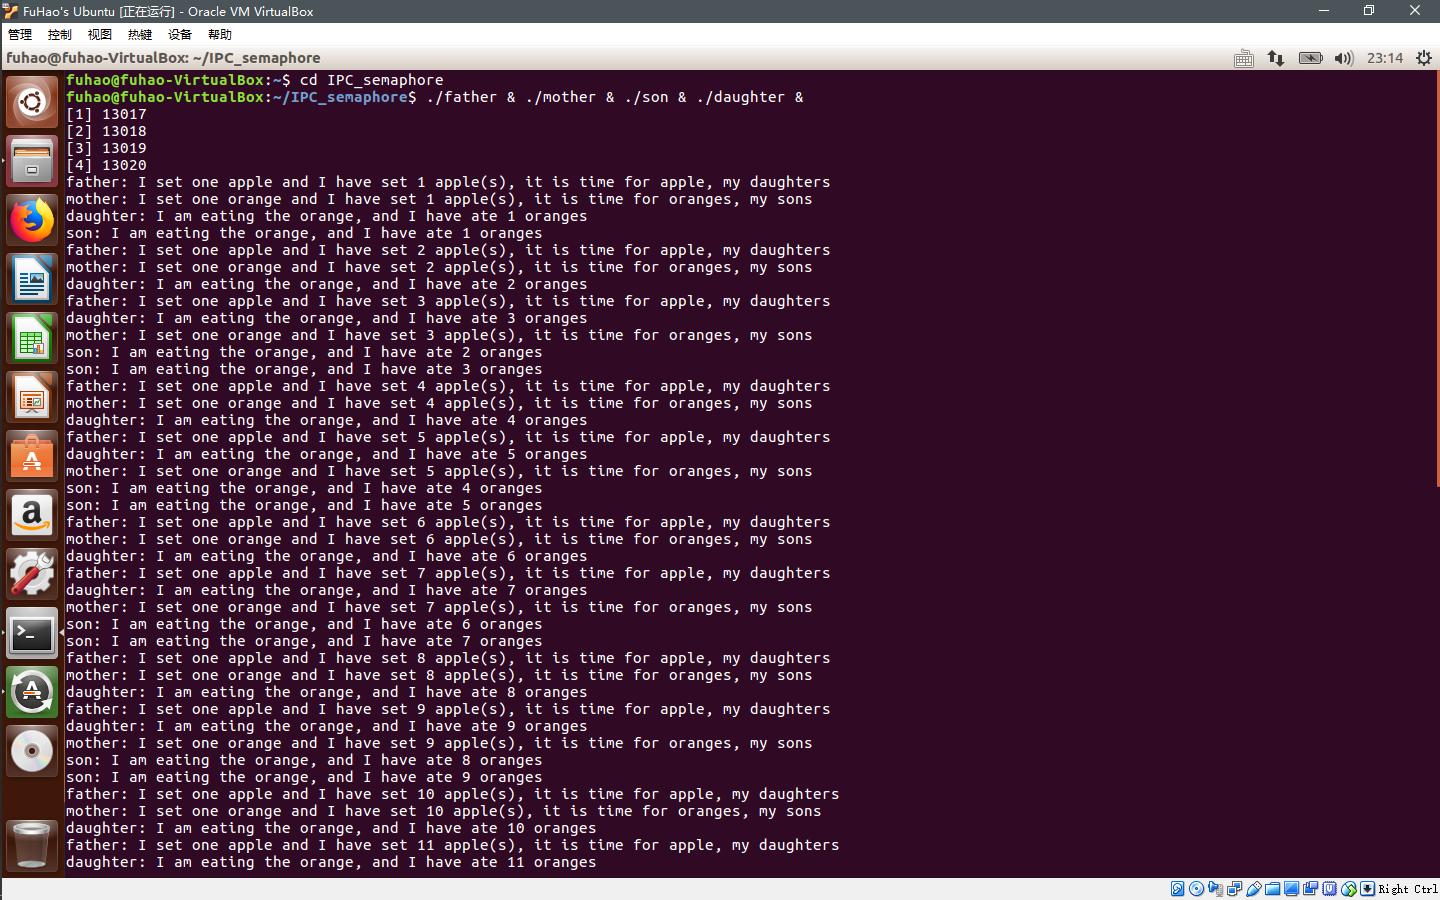 FuHao's Ubuntu [正在运行] - Oracle VM VirtualBox
管理 控制 视图 热键 设备 帮助
fuhao@fuhao-VirtualBox: ~/IPC_semaphore 23:14
fuhao@fuhao-VirtualBox:~$ cd IPC_semaphore
fuhao@fuhao-VirtualBox:~/IPC_semaphore$ ./father & ./mother & ./son & ./daughter &
[1] 13017
[2] 13018
[3] 13019
[4] 13020
father: I set one apple and I have set 1 apple(s), it is time for apple, my daughters
mother: I set one orange and I have set 1 apple(s), it is time for oranges, my sons
daughter: I am eating the orange, and I have ate 1 oranges
son: I am eating the orange, and I have ate 1 oranges
father: I set one apple and I have set 2 apple(s), it is time for apple, my daughters
mother: I set one orange and I have set 2 apple(s), it is time for oranges, my sons
daughter: I am eating the orange, and I have ate 2 oranges
father: I set one apple and I have set 3 apple(s), it is time for apple, my daughters
daughter: I am eating the orange, and I have ate 3 oranges
mother: I set one orange and I have set 3 apple(s), it is time for oranges, my sons
son: I am eating the orange, and I have ate 2 oranges
son: I am eating the orange, and I have ate 3 oranges
father: I set one apple and I have set 4 apple(s), it is time for apple, my daughters
mother: I set one orange and I have set 4 apple(s), it is time for oranges, my sons
daughter: I am eating the orange, and I have ate 4 oranges
father: I set one apple and I have set 5 apple(s), it is time for apple, my daughters
daughter: I am eating the orange, and I have ate 5 oranges
mother: I set one orange and I have set 5 apple(s), it is time for oranges, my sons
son: I am eating the orange, and I have ate 4 oranges
son: I am eating the orange, and I have ate 5 oranges
father: I set one apple and I have set 6 apple(s), it is time for apple, my daughters
mother: I set one orange and I have set 6 apple(s), it is time for oranges, my sons
daughter: I am eating the orange, and I have ate 6 oranges
father: I set one apple and I have set 7 apple(s), it is time for apple, my daughters
daughter: I am eating the orange, and I have ate 7 oranges
mother: I set one orange and I have set 7 apple(s), it is time for oranges, my sons
son: I am eating the orange, and I have ate 6 oranges
son: I am eating the orange, and I have ate 7 oranges
father: I set one apple and I have set 8 apple(s), it is time for apple, my daughters
mother: I set one orange and I have set 8 apple(s), it is time for oranges, my sons
daughter: I am eating the orange, and I have ate 8 oranges
father: I set one apple and I have set 9 apple(s), it is time for apple, my daughters
daughter: I am eating the orange, and I have ate 9 oranges
mother: I set one orange and I have set 9 apple(s), it is time for oranges, my sons
son: I am eating the orange, and I have ate 8 oranges
son: I am eating the orange, and I have ate 9 oranges
father: I set one apple and I have set 10 apple(s), it is time for apple, my daughters
mother: I set one orange and I have set 10 apple(s), it is time for oranges, my sons
daughter: I am eating the orange, and I have ate 10 oranges
father: I set one apple and I have set 11 apple(s), it is time for apple, my daughters
daughter: I am eating the orange, and I have ate 11 oranges
Right Ctrl